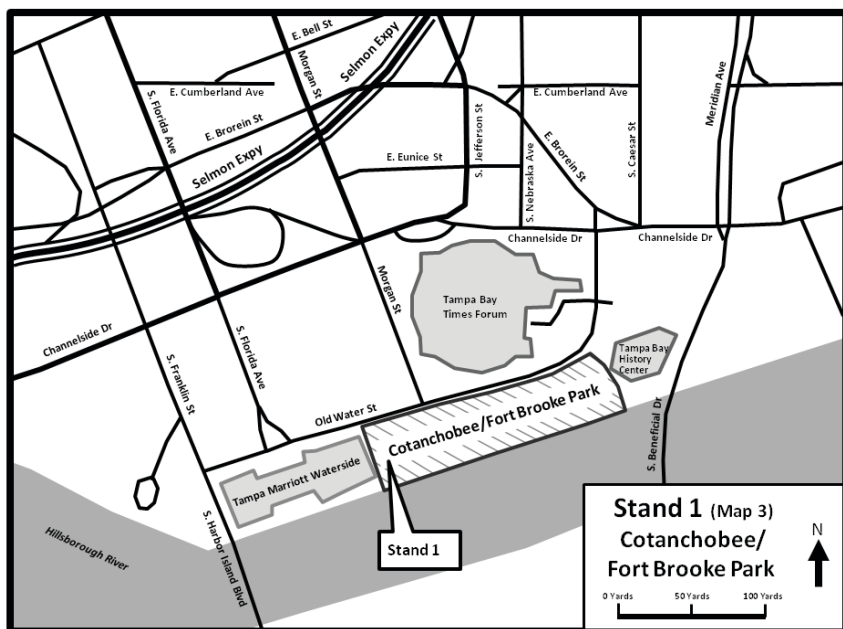 E. Bell St
Selmon Expy
Morgan St
Meridian Ave
S. Florida Ave
E. Cumberland Ave
E. Cumberland Ave
E. Brorein St
S. Jefferson St
E. Brorein St
S. Caesar St
E. Eunice St
S. Nebraska Ave
Selmon Expy
Channelside Dr
Channelside Dr
Morgan St
Tampa Bay
Times Forum
Channelside Dr
S. Florida Ave
Tampa Bay
History
Center
S. Franklin St
Old Water St
Cotanchobee/Fort Brooke Park
S. Beneficial Dr
Tampa Marriott Waterside
S. Harbor Island Blvd
Hillsborough River
Stand 1
Stand 1 (Map 3)
Cotanchobee/
Fort Brooke Park
N
0 Yards 50 Yards 100 Yards